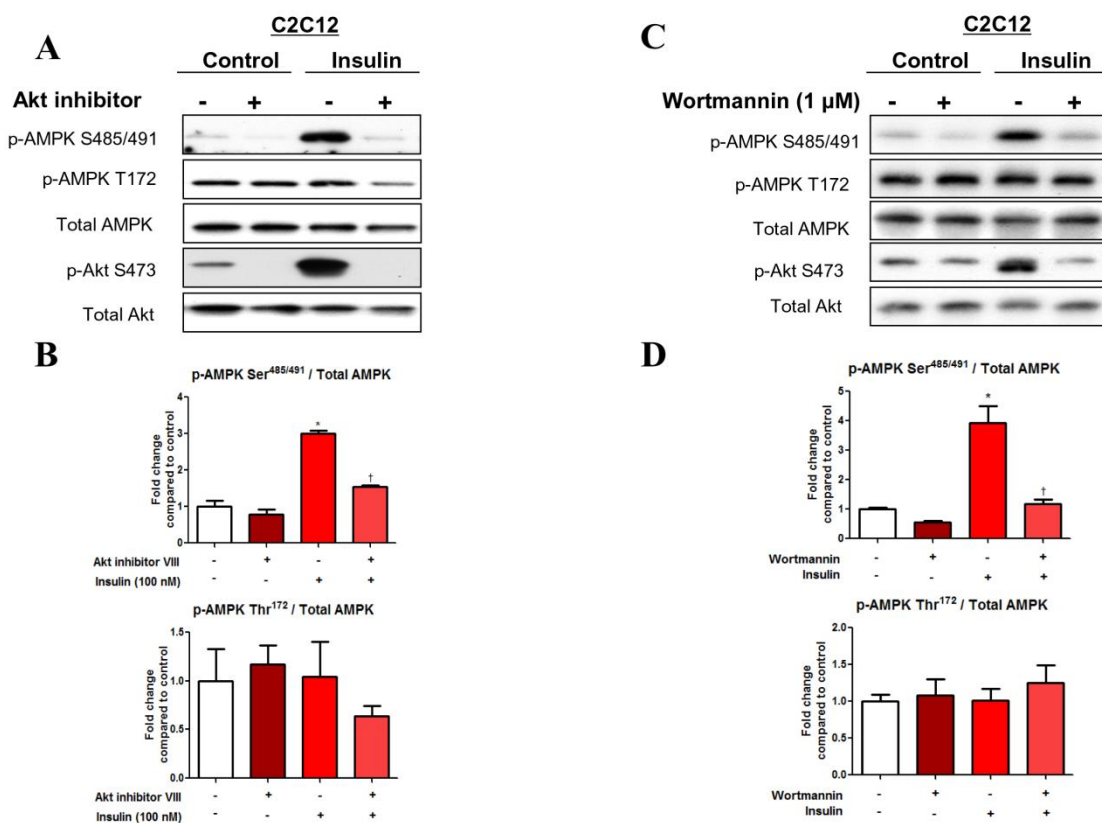 A
C2C12
Control Insulin
Akt inhibitor - + - +
p-AMPK S485/491
p-AMPK T172
Total AMPK
p-Akt S473
Total Akt
B
p-AMPK Ser485/491 / Total AMPK
Fold change
compared to control
4
3
2
1
0
Akt inhibitor VIII - + - +
Insulin (100 nM) - - + +
p-AMPK Thr172 / Total AMPK
Fold change
compared to control
1.5
1.0
0.5
0.0
* †
Akt inhibitor VIII - + - +
Insulin (100 nM) - - + +
C
C2C12
Control Insulin
Wortmannin (1 µM) - + - +
p-AMPK S485/491
p-AMPK T172
Total AMPK
p-Akt S473
Total Akt
D
p-AMPK Ser485/491 / Total AMPK
Fold change
compared to control
5
4
3
2
1
0
* †
Wortmannin - + - +
Insulin - - + +
p-AMPK Thr172 / Total AMPK
Fold change
compared to control
2.0
1.5
1.0
0.5
0.0
Wortmannin - + - +
Insulin - - + +